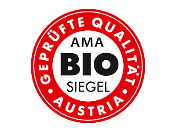 GEPRÜFTE QUALITÄT
AMA
BIO
SIEGEL
• AUSTRIA •